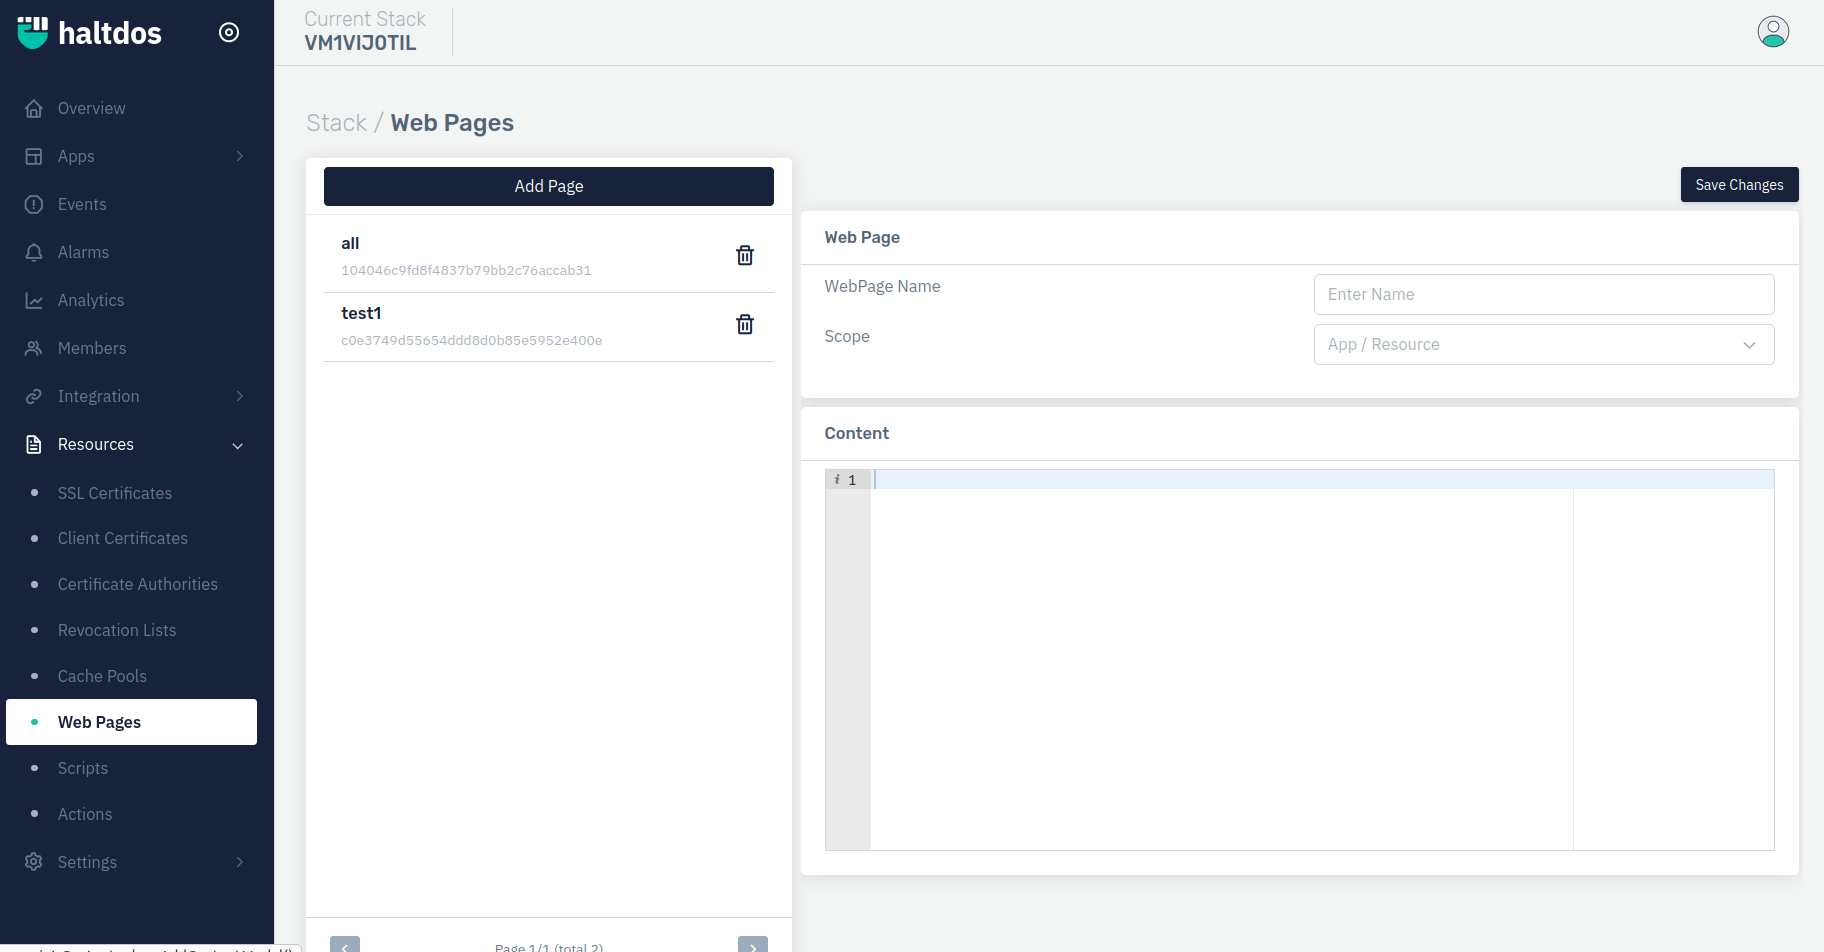 haltdos
Current Stack
VM1VIJ0TIL
Overview
Apps
Events
Alarms
Analytics
Members
Integration
Resources
SSL Certificates
Client Certificates
Certificate Authorities
Revocation Lists
Cache Pools
Web Pages
Scripts
Actions
Settings
Stack / Web Pages
Add Page
all
104046c9fd8f4837b79bb2c76accab31
test1
c0e3749d55654ddd8d0b85e5952e400e
Page 1/1 (total 2)
Save Changes
Web Page
WebPage Name
Enter Name
Scope
App / Resource
Content
i 1